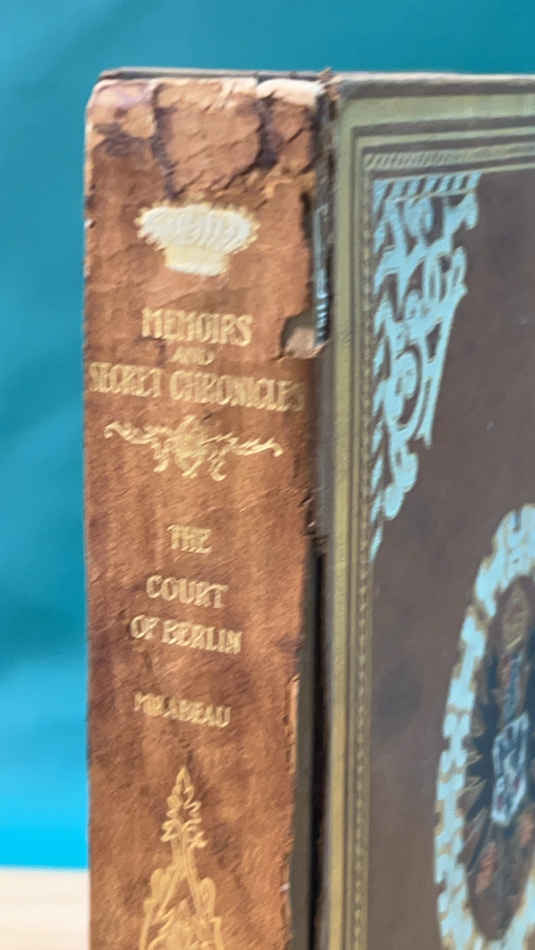 MEMOIRS
AND
SECRET CHRONICLES
THE
COURT
OF BERLIN
MIRABEAU